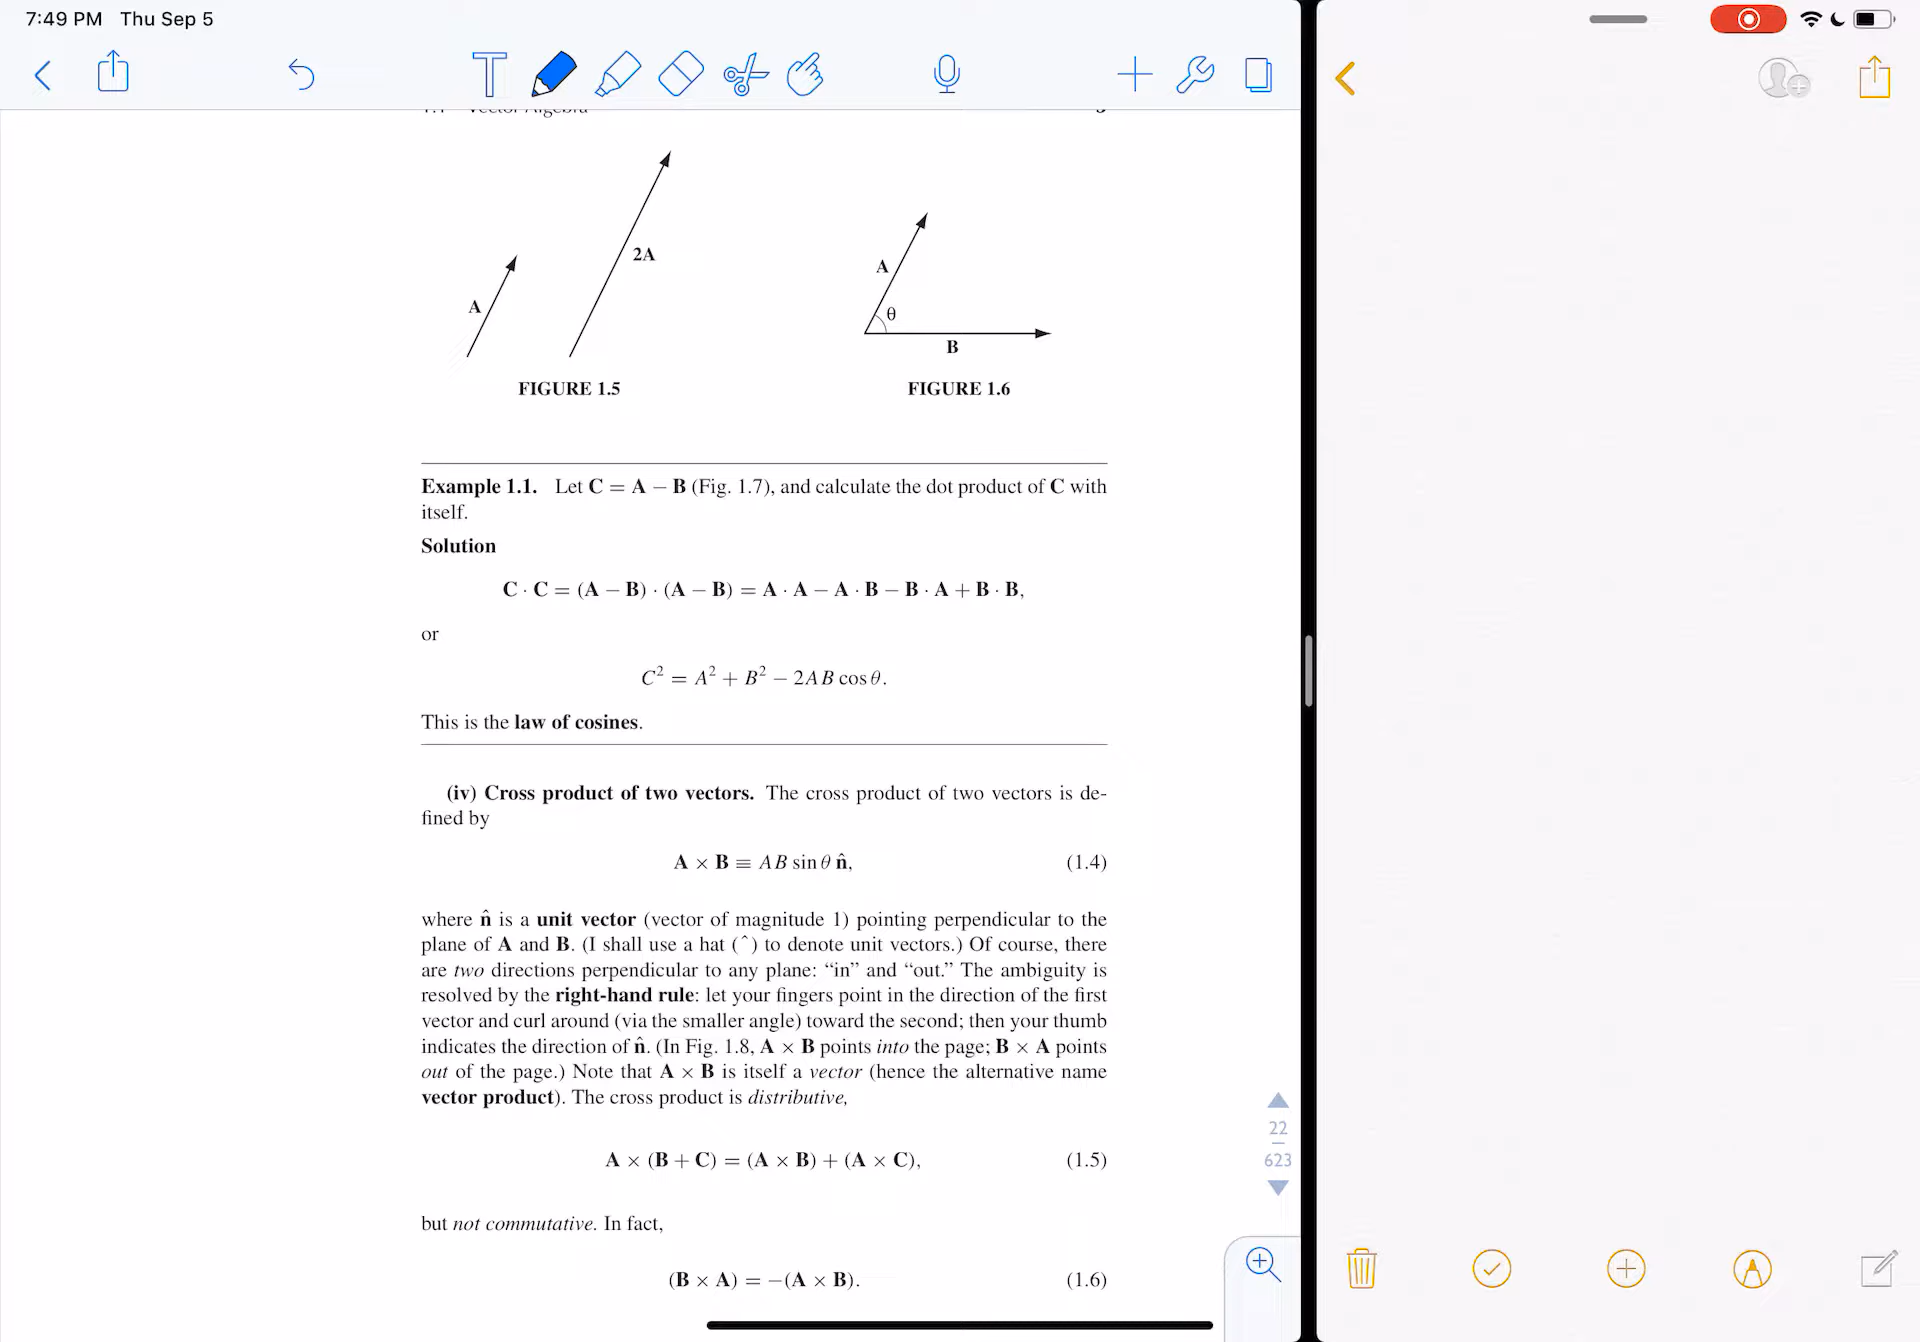 7:49 PM Thu Sep 5
A
2A
A
θ
B
FIGURE 1.5
FIGURE 1.6
Example 1.1. Let C = A − B (Fig. 1.7), and calculate the dot product of C with
itself.
Solution
C · C = (A − B) · (A − B) = A · A − A · B − B · A + B · B,
or
C² = A² + B² − 2AB cos θ.
This is the law of cosines.
(iv) Cross product of two vectors. The cross product of two vectors is de-
fined by
A × B ≡ AB sin θ n̂, (1.4)
where n̂ is a unit vector (vector of magnitude 1) pointing perpendicular to the
plane of A and B. (I shall use a hat (ˆ) to denote unit vectors.) Of course, there
are two directions perpendicular to any plane: “in” and “out.” The ambiguity is
resolved by the right-hand rule: let your fingers point in the direction of the first
vector and curl around (via the smaller angle) toward the second; then your thumb
indicates the direction of n̂. (In Fig. 1.8, A × B points into the page; B × A points
out of the page.) Note that A × B is itself a vector (hence the alternative name
vector product). The cross product is distributive,
A × (B + C) = (A × B) + (A × C), (1.5)
but not commutative. In fact,
(B × A) = −(A × B). (1.6)
22
623